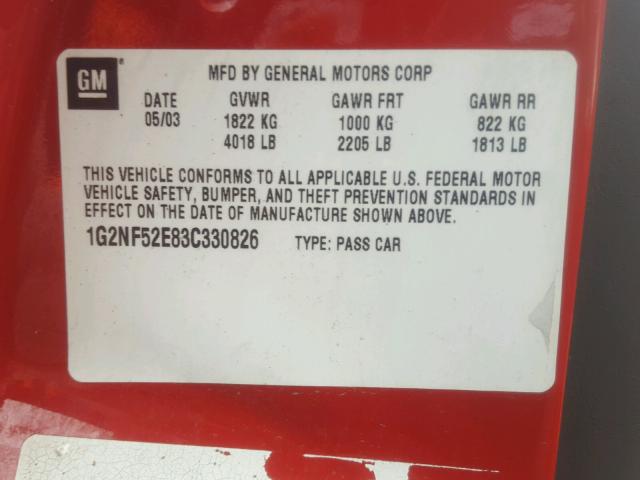 GM®
MFD BY GENERAL MOTORS CORP
DATE GVWR GAWR FRT GAWR RR
05/03 1822 KG 1000 KG 822 KG
4018 LB 2205 LB 1813 LB
THIS VEHICLE CONFORMS TO ALL APPLICABLE U.S. FEDERAL MOTOR
VEHICLE SAFETY, BUMPER, AND THEFT PREVENTION STANDARDS IN
EFFECT ON THE DATE OF MANUFACTURE SHOWN ABOVE.
1G2NF52E83C330826 TYPE: PASS CAR